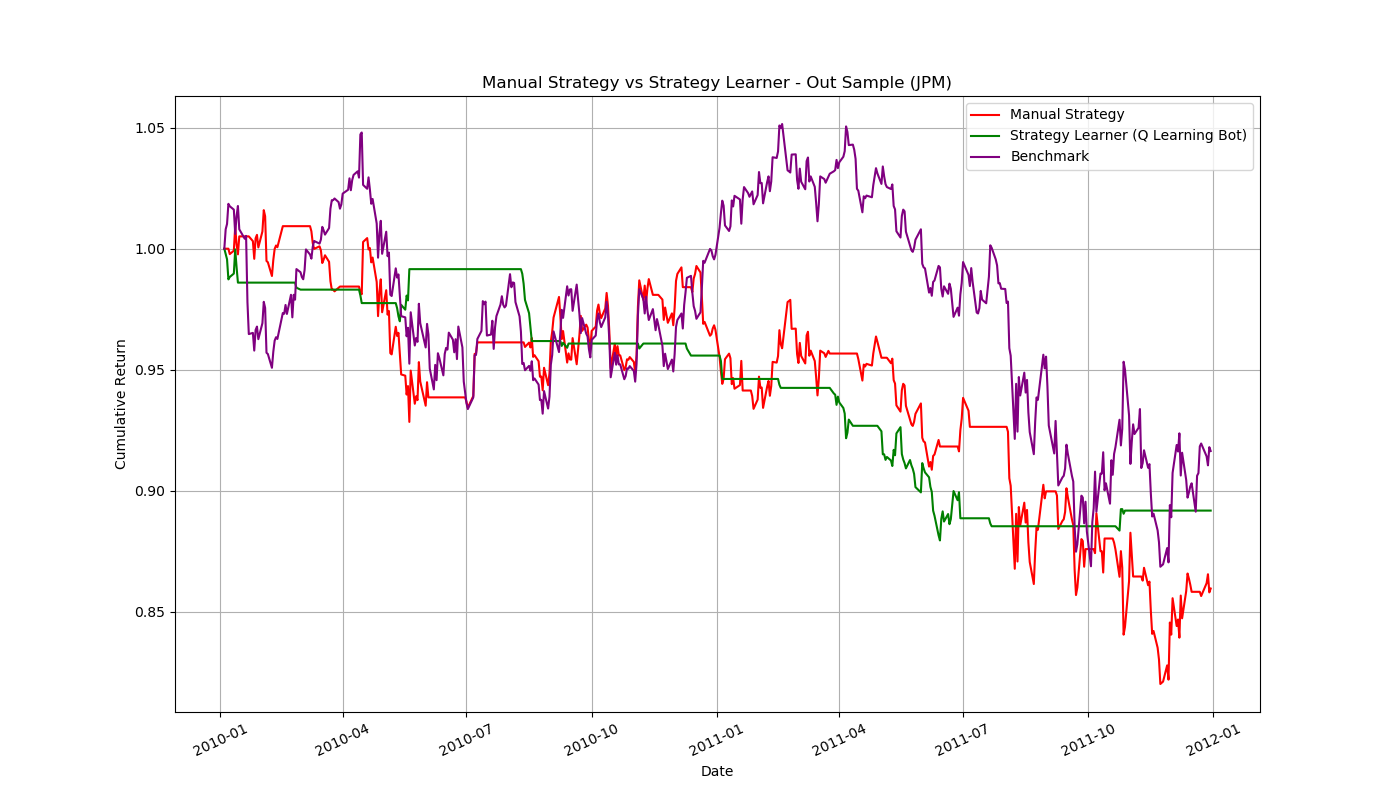 Manual Strategy vs Strategy Learner - Out Sample (JPM)
Manual Strategy
Strategy Learner (Q Learning Bot)
Benchmark
Cumulative Return
1.05
1.00
0.95
0.90
0.85
2010-01
2010-04
2010-07
2010-10
2011-01
2011-04
2011-07
2011-10
2012-01
Date